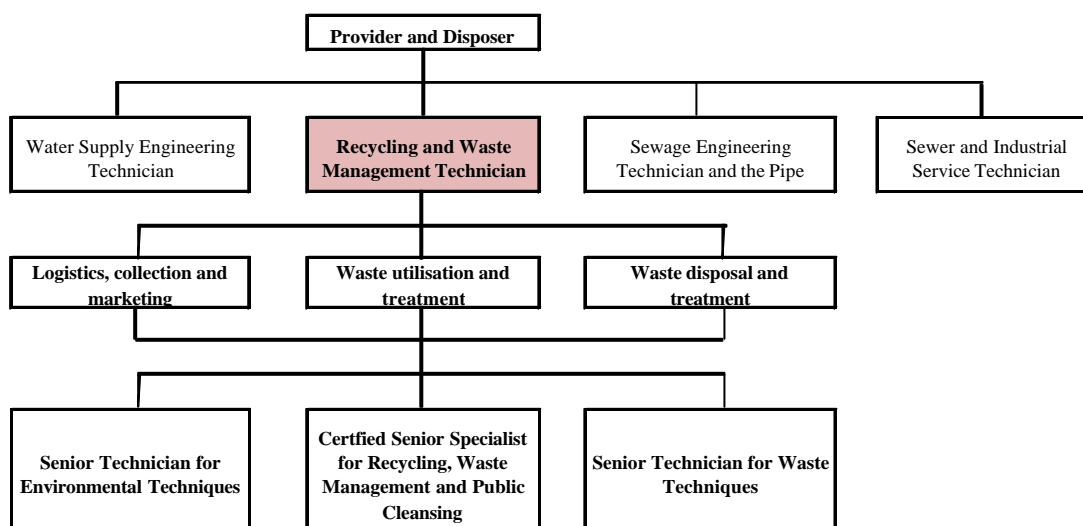 Provider and Disposer
Water Supply Engineering
Technician
Recycling and Waste
Management Technician
Sewage Engineering
Technician and the Pipe
Sewer and Industrial
Service Technician
Logistics, collection and
marketing
Waste utilisation and
treatment
Waste disposal and
treatment
Senior Technician for
Environmental Techniques
Certfied Senior Specialist
for Recycling, Waste
Management and Public
Cleansing
Senior Technician for Waste
Techniques